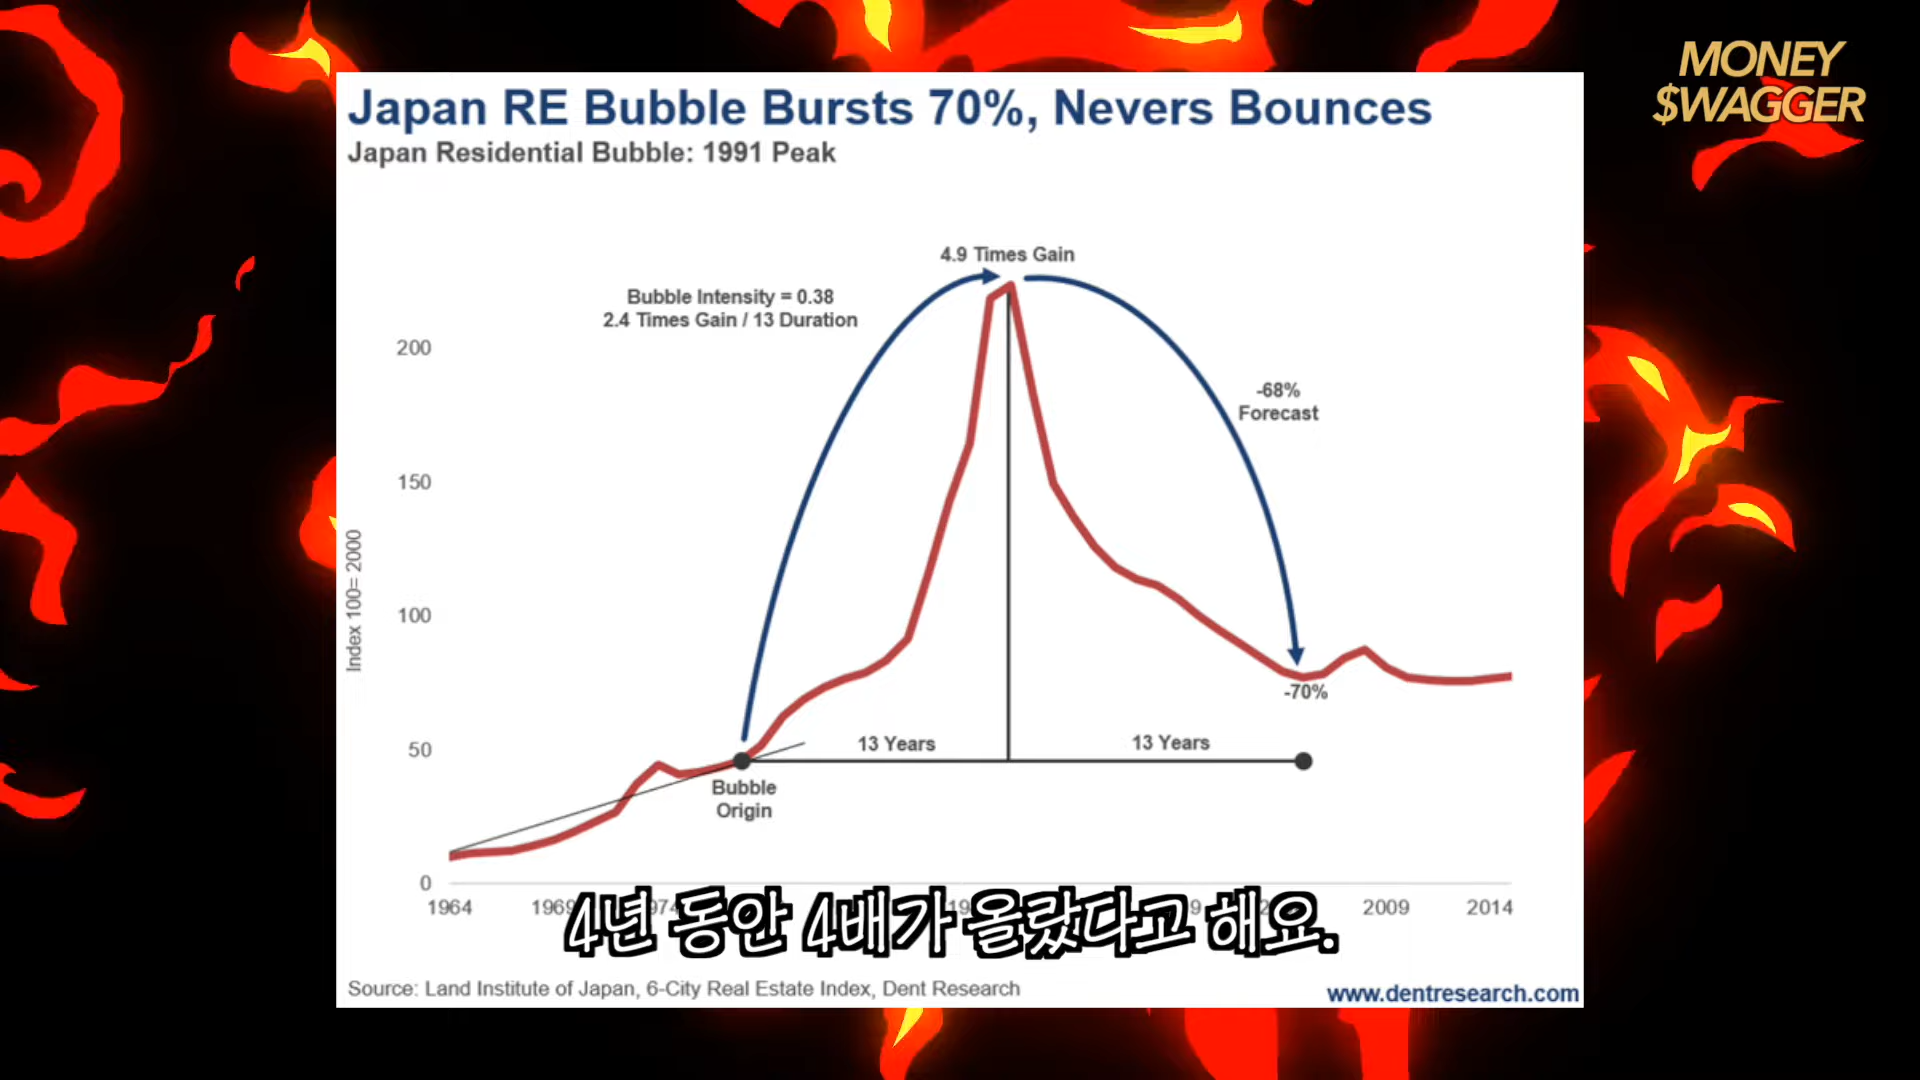 MONEY
$WAGGER
Japan RE Bubble Bursts 70%, Nevers Bounces
Japan Residential Bubble: 1991 Peak
4.9 Times Gain
Bubble Intensity = 0.38
2.4 Times Gain / 13 Duration
200
-68%
Forecast
150
Index 100= 2000
100
-70%
50
13 Years
13 Years
Bubble
Origin
0
1964
1969
2009
2014
4년 동안 4배가 올랐다고 해요.
Source: Land Institute of Japan, 6-City Real Estate Index, Dent Research
www.dentresearch.com